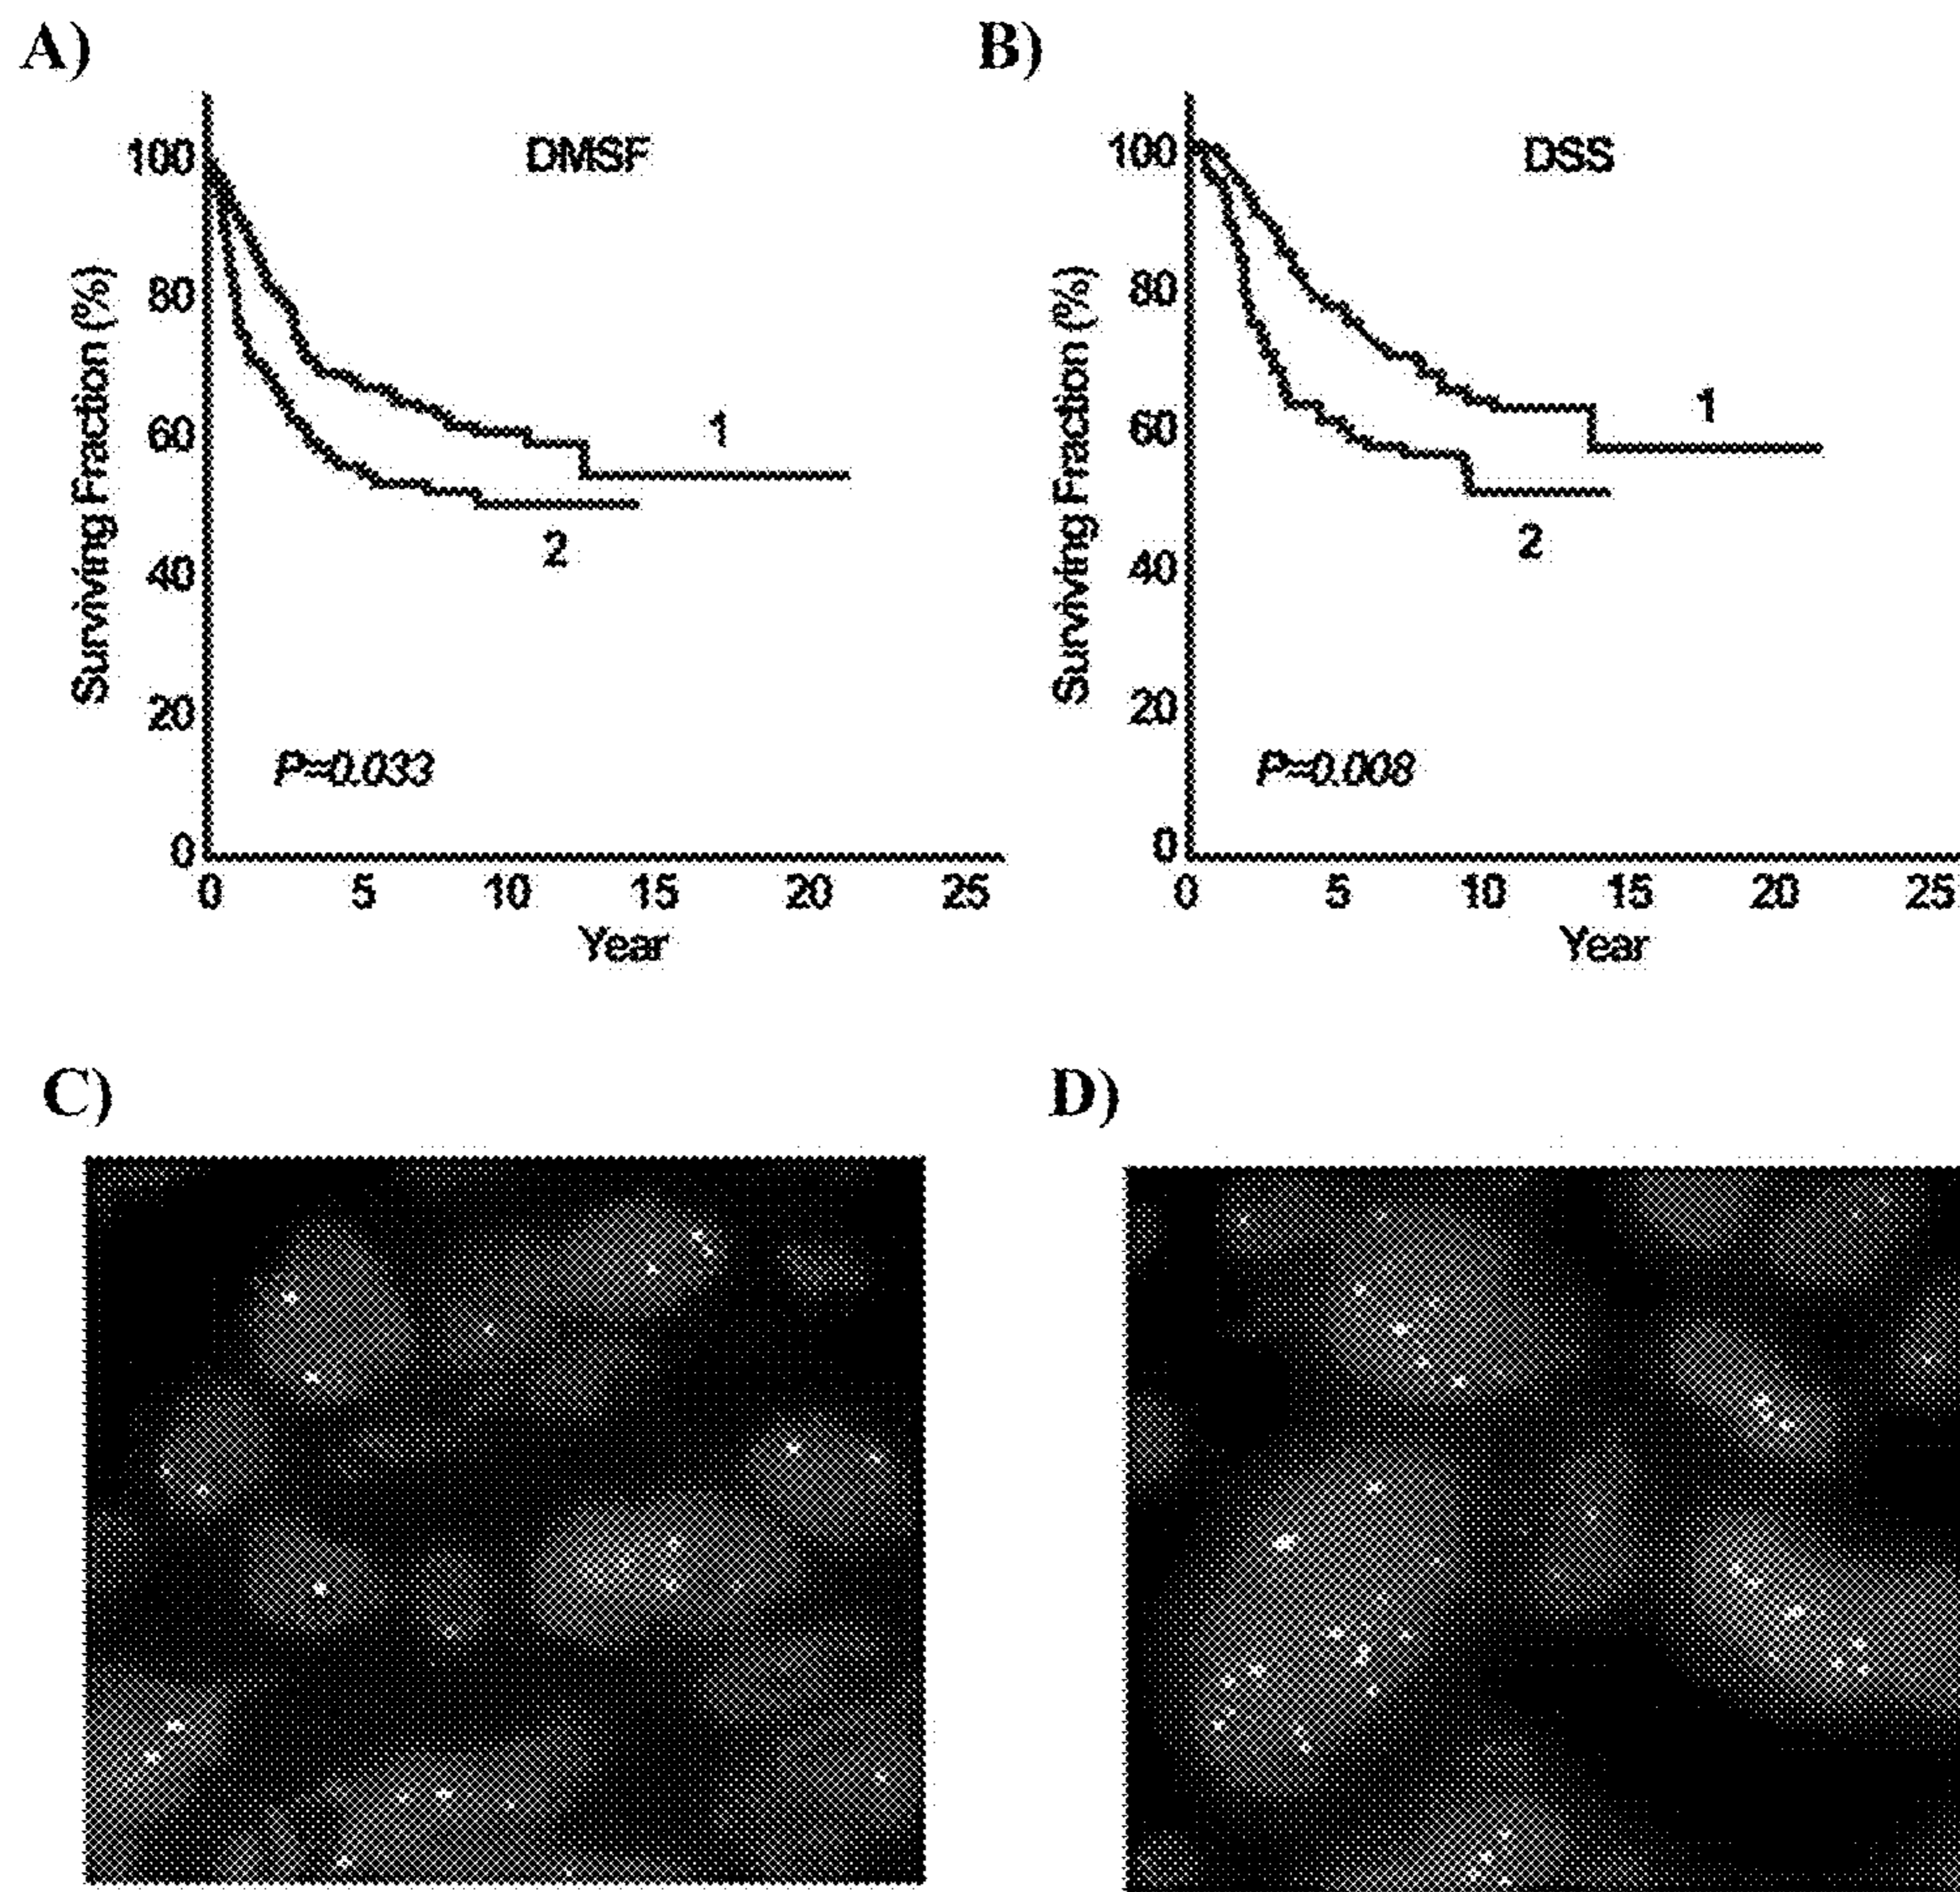 A)
DMSF
100
80
60
40
20
0
Surviving Fraction (%)
1
2
P=0.033
0 5 10 15 20 25
Year
B)
DSS
100
80
60
40
20
0
Surviving Fraction (%)
1
2
P=0.008
0 5 10 15 20 25
Year
C)
D)